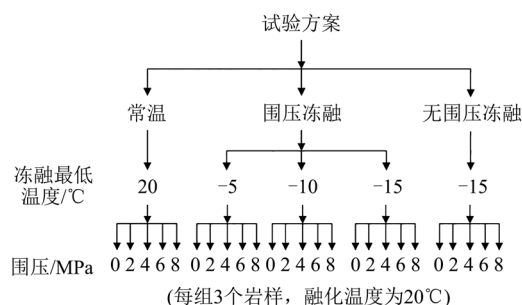 试验方案
常温 围压冻融 无围压冻融
冻融最低
温度/℃
20 −5 −10 −15 −15
围压/MPa 0 2 4 6 8 0 2 4 6 8 0 2 4 6 8 0 2 4 6 8 0 2 4 6 8
(每组3个岩样，融化温度为20℃)